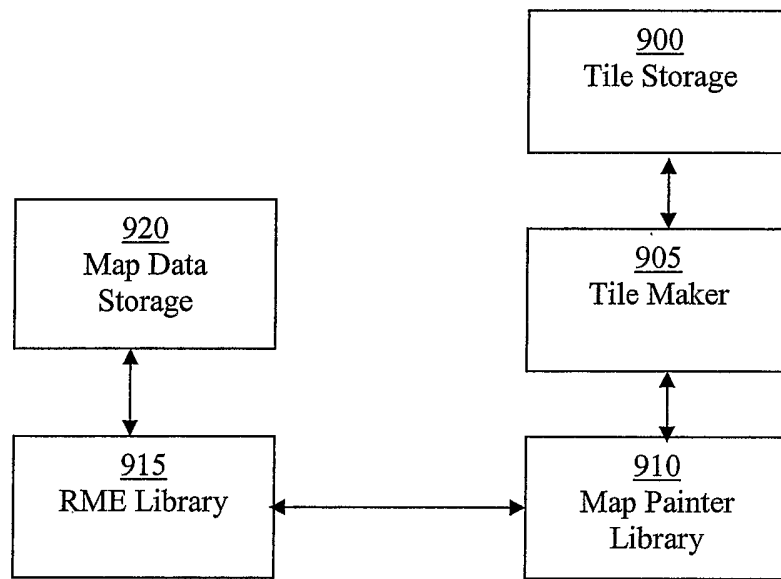 900
Tile Storage
920
Map Data
Storage
905
Tile Maker
915
RME Library
910
Map Painter
Library